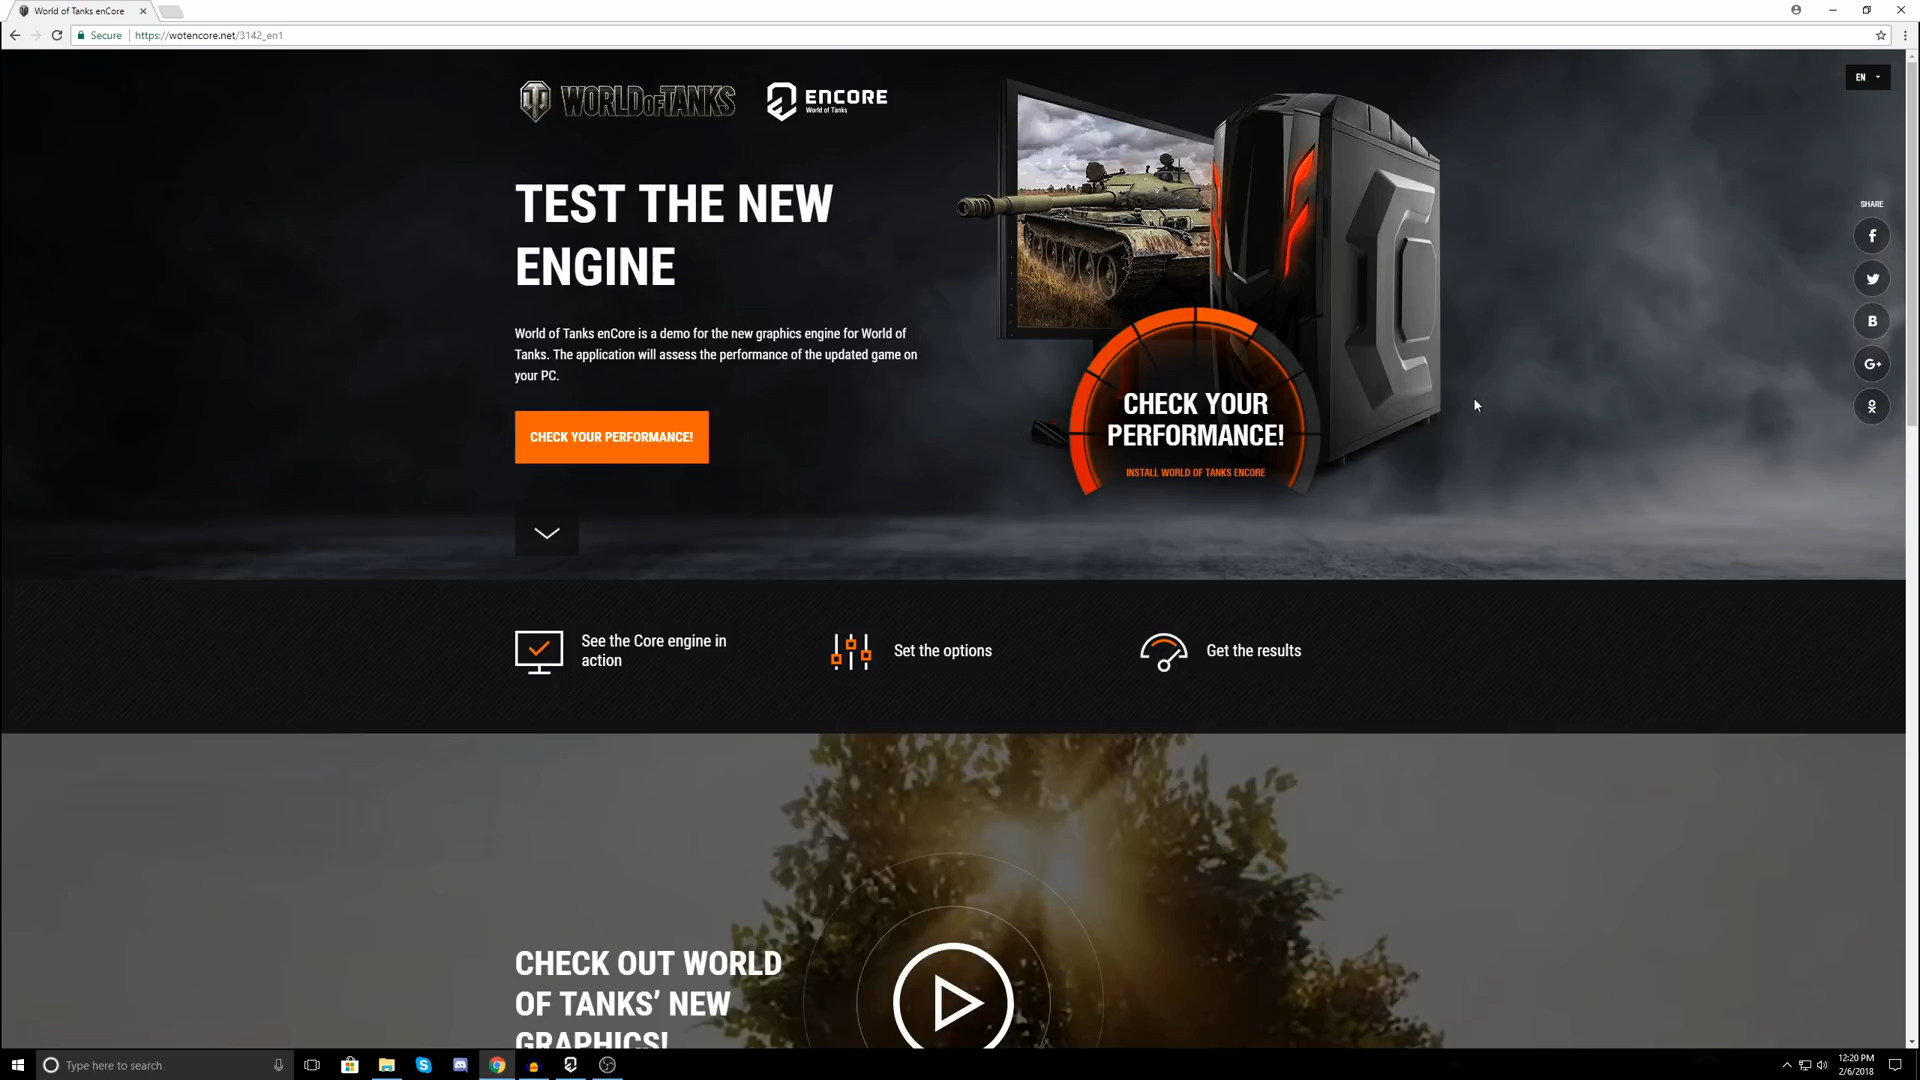 World of Tanks enCore
Secure
https://wotencore.net/3142_en1
WORLD OF TANKS
ENCORE
World of Tanks
EN
TEST THE NEW
ENGINE
World of Tanks enCore is a demo for the new graphics engine for World of
Tanks. The application will assess the performance of the updated game on
your PC.
CHECK YOUR PERFORMANCE!
CHECK YOUR
PERFORMANCE!
INSTALL WORLD OF TANKS ENCORE
SHARE
See the Core engine in
action
Set the options
Get the results
CHECK OUT WORLD
OF TANKS’ NEW
GRAPHICS!
Type here to search
12:20 PM
2/6/2018